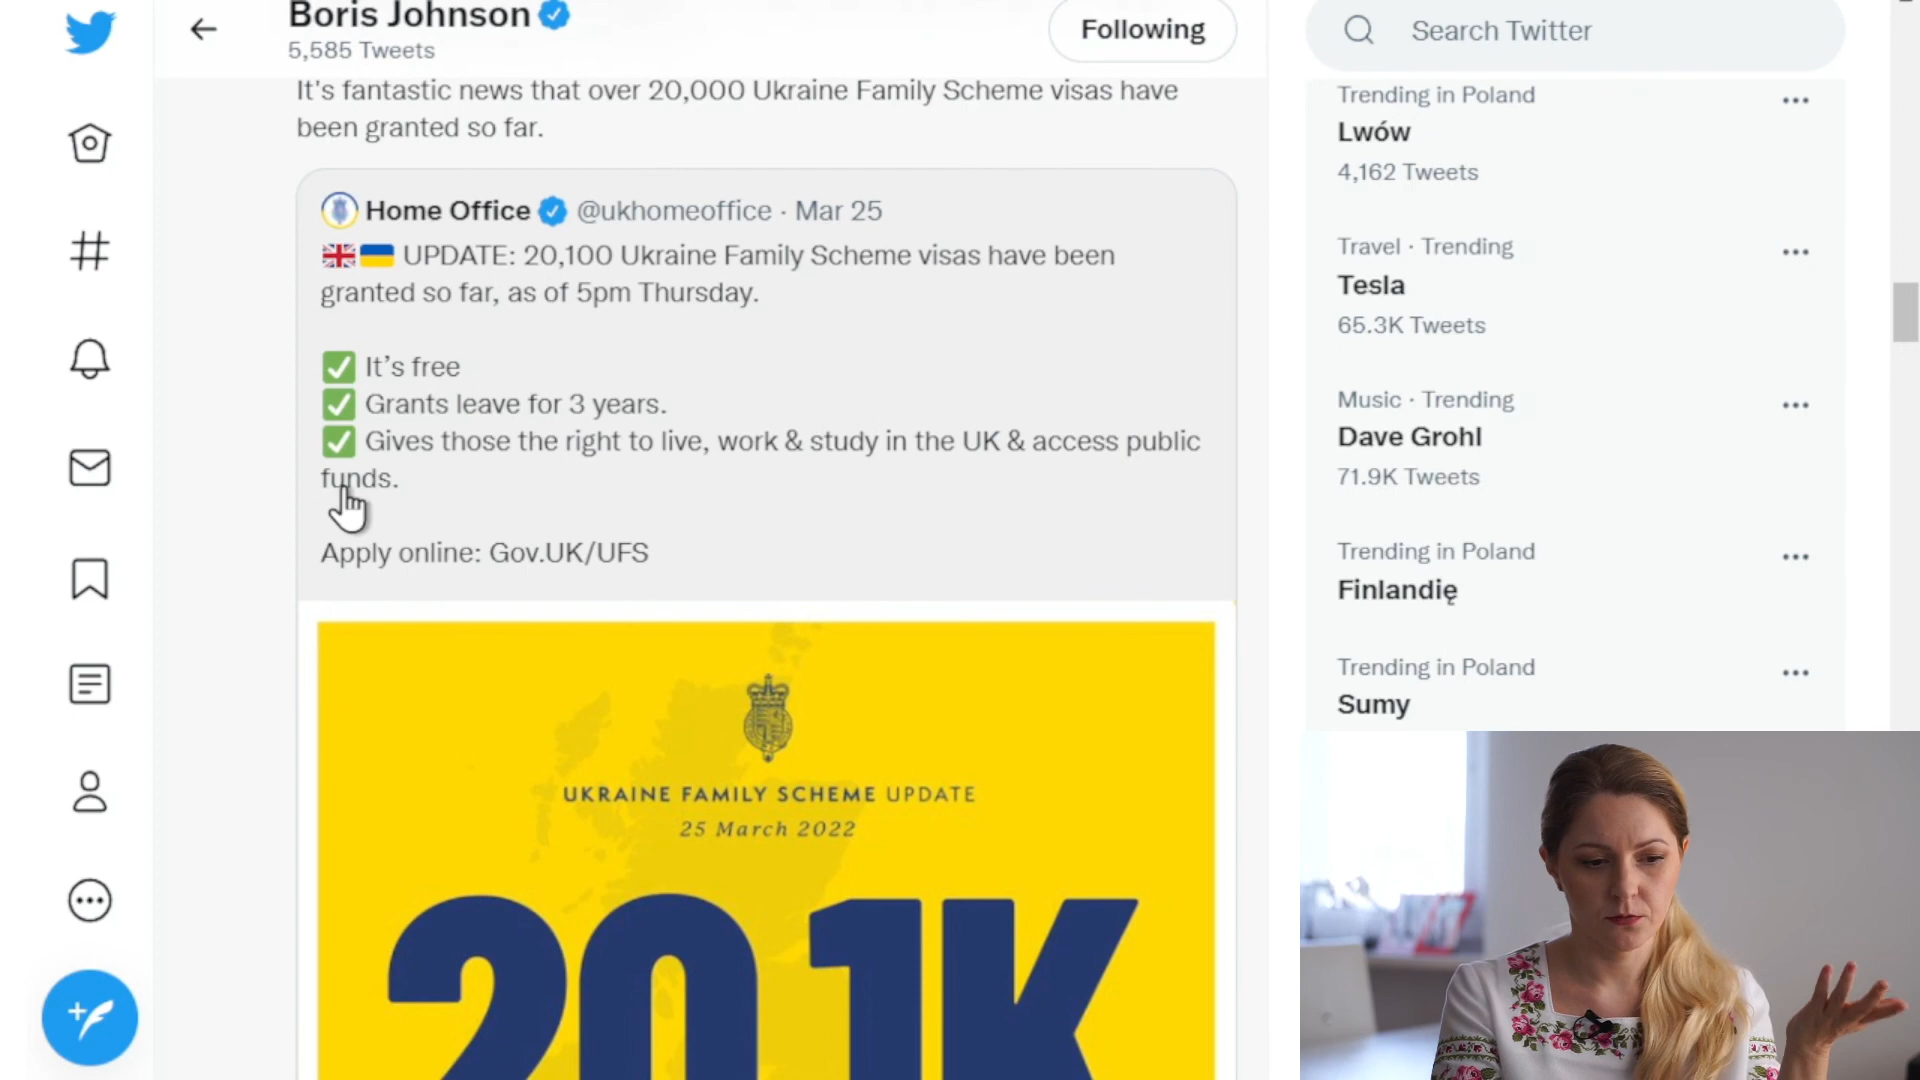 Boris Johnson
5,585 Tweets
Following
Search Twitter
It's fantastic news that over 20,000 Ukraine Family Scheme visas have
been granted so far.
Home Office @ukhomeoffice · Mar 25
🇬🇧🇺🇦 UPDATE: 20,100 Ukraine Family Scheme visas have been
granted so far, as of 5pm Thursday.
✅ It’s free
✅ Grants leave for 3 years.
✅ Gives those the right to live, work & study in the UK & access public
funds.
Apply online: Gov.UK/UFS
UKRAINE FAMILY SCHEME UPDATE
25 March 2022
20.1K
Trending in Poland
Lwów
4,162 Tweets
Travel · Trending
Tesla
65.3K Tweets
Music · Trending
Dave Grohl
71.9K Tweets
Trending in Poland
Finlandię
Trending in Poland
Sumy